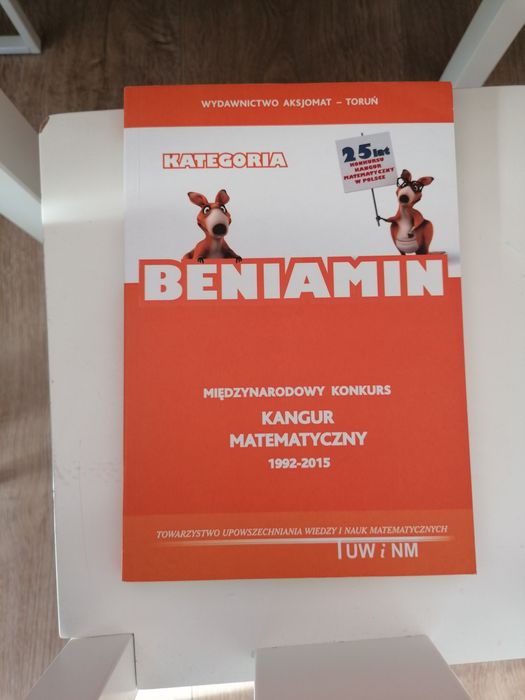 WYDAWNICTWO AKSJOMAT – TORUŃ
KATEGORIA
25 lat
KONKURSU
KANGUR
MATEMATYCZNY
W POLSCE
BENIAMIN
MIĘDZYNARODOWY KONKURS
KANGUR
MATEMATYCZNY
1992-2015
TOWARZYSTWO UPOWSZECHNIANIA WIEDZY I NAUK MATEMATYCZNYCH
TUW i NM